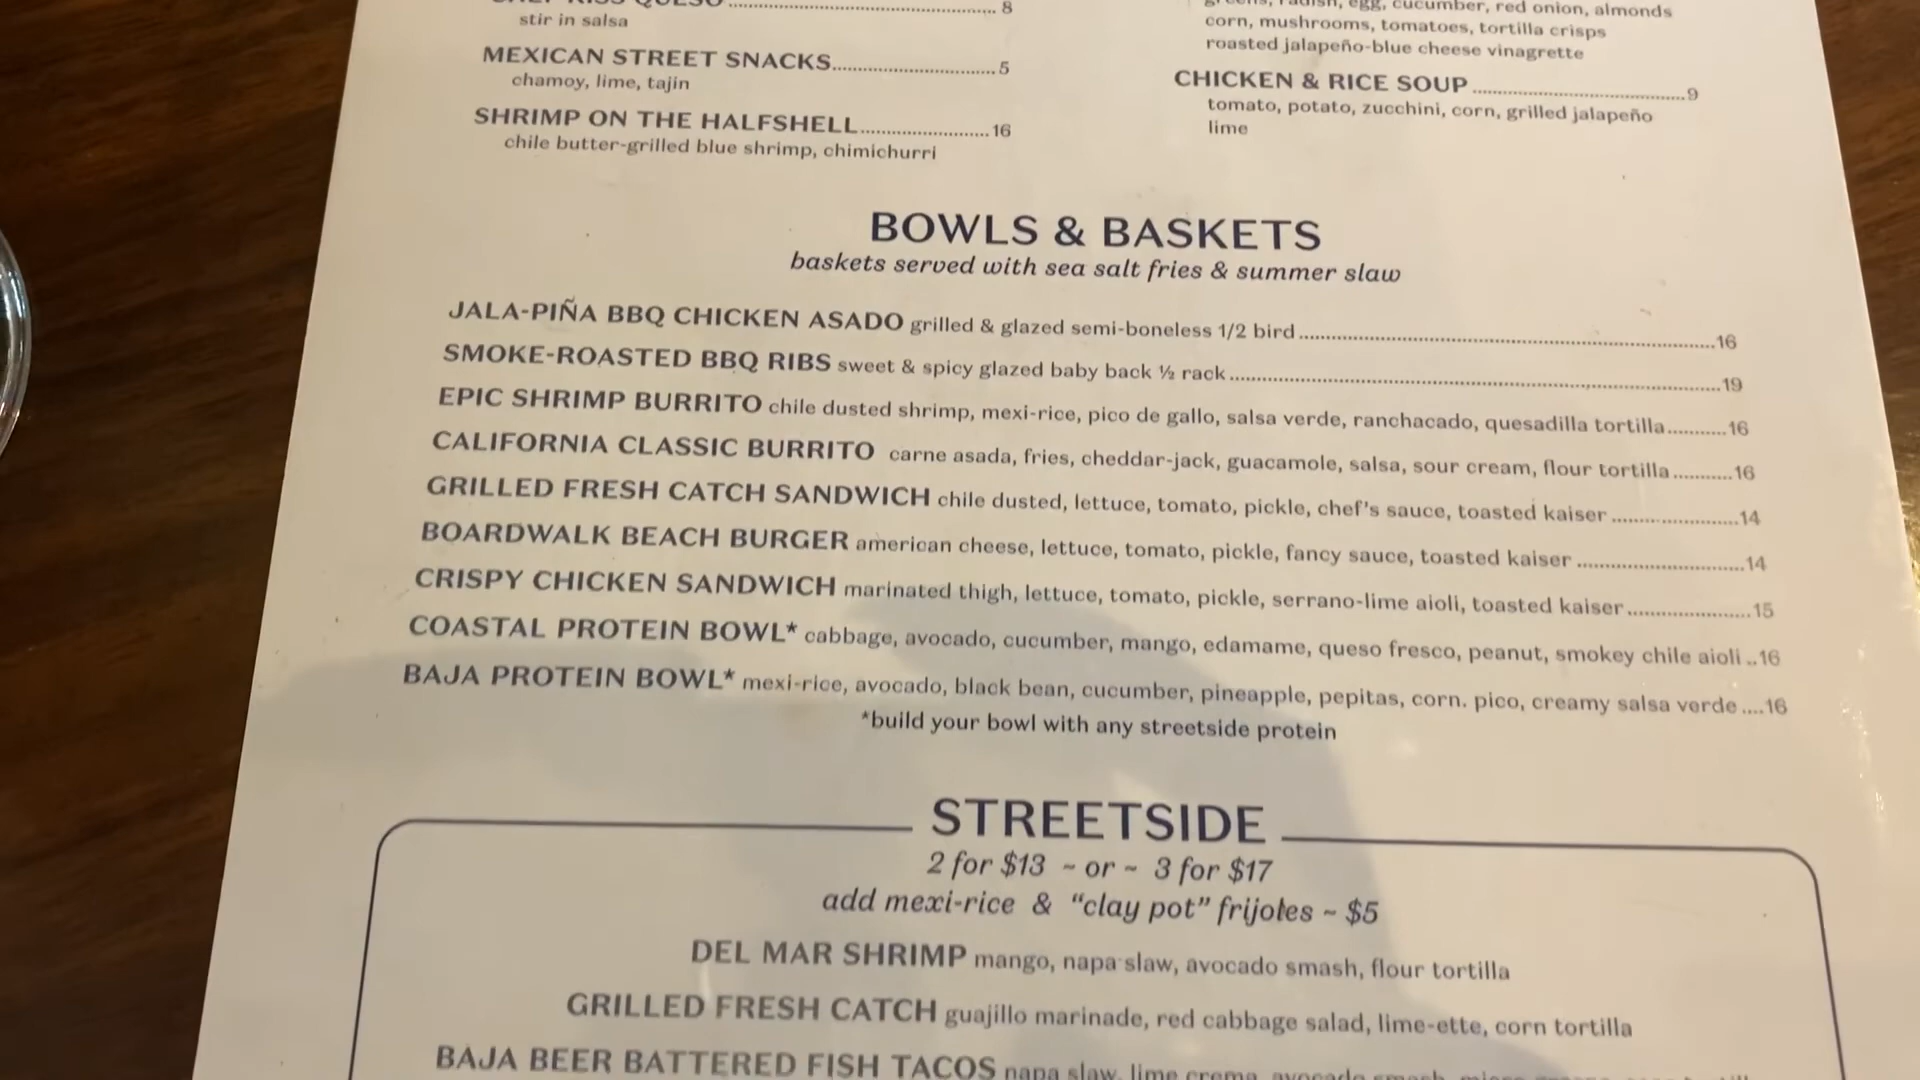 QUESO ........ 8
stir in salsa
MEXICAN STREET SNACKS........ 5
chamoy, lime, tajin
SHRIMP ON THE HALFSHELL........ 16
chile butter-grilled blue shrimp, chimichurri
egg, cucumber, red onion, almonds
corn, mushrooms, tomatoes, tortilla crisps
roasted jalapeño-blue cheese vinagrette
CHICKEN & RICE SOUP ........ 9
tomato, potato, zucchini, corn, grilled jalapeño
lime
BOWLS & BASKETS
baskets served with sea salt fries & summer slaw
JALA-PIÑA BBQ CHICKEN ASADO grilled & glazed semi-boneless 1/2 bird ........ 16
SMOKE-ROASTED BBQ RIBS sweet & spicy glazed baby back ½ rack ........ 19
EPIC SHRIMP BURRITO chile dusted shrimp, mexi-rice, pico de gallo, salsa verde, ranchacado, quesadilla tortilla........ 16
CALIFORNIA CLASSIC BURRITO carne asada, fries, cheddar-jack, guacamole, salsa, sour cream, flour tortilla........ 16
GRILLED FRESH CATCH SANDWICH chile dusted, lettuce, tomato, pickle, chef's sauce, toasted kaiser ........ 14
BOARDWALK BEACH BURGER american cheese, lettuce, tomato, pickle, fancy sauce, toasted kaiser ........ 14
CRISPY CHICKEN SANDWICH marinated thigh, lettuce, tomato, pickle, serrano-lime aioli, toasted kaiser ........ 15
COASTAL PROTEIN BOWL* cabbage, avocado, cucumber, mango, edamame, queso fresco, peanut, smokey chile aioli ..16
BAJA PROTEIN BOWL* mexi-rice, avocado, black bean, cucumber, pineapple, pepitas, corn. pico, creamy salsa verde ....16
*build your bowl with any streetside protein
STREETSIDE
2 for $13 ~ or ~ 3 for $17
add mexi-rice & "clay pot" frijoles ~ $5
DEL MAR SHRIMP mango, napa slaw, avocado smash, flour tortilla
GRILLED FRESH CATCH guajillo marinade, red cabbage salad, lime-ette, corn tortilla
BAJA BEER BATTERED FISH TACOS napa slaw, lime crema, avocado smash,